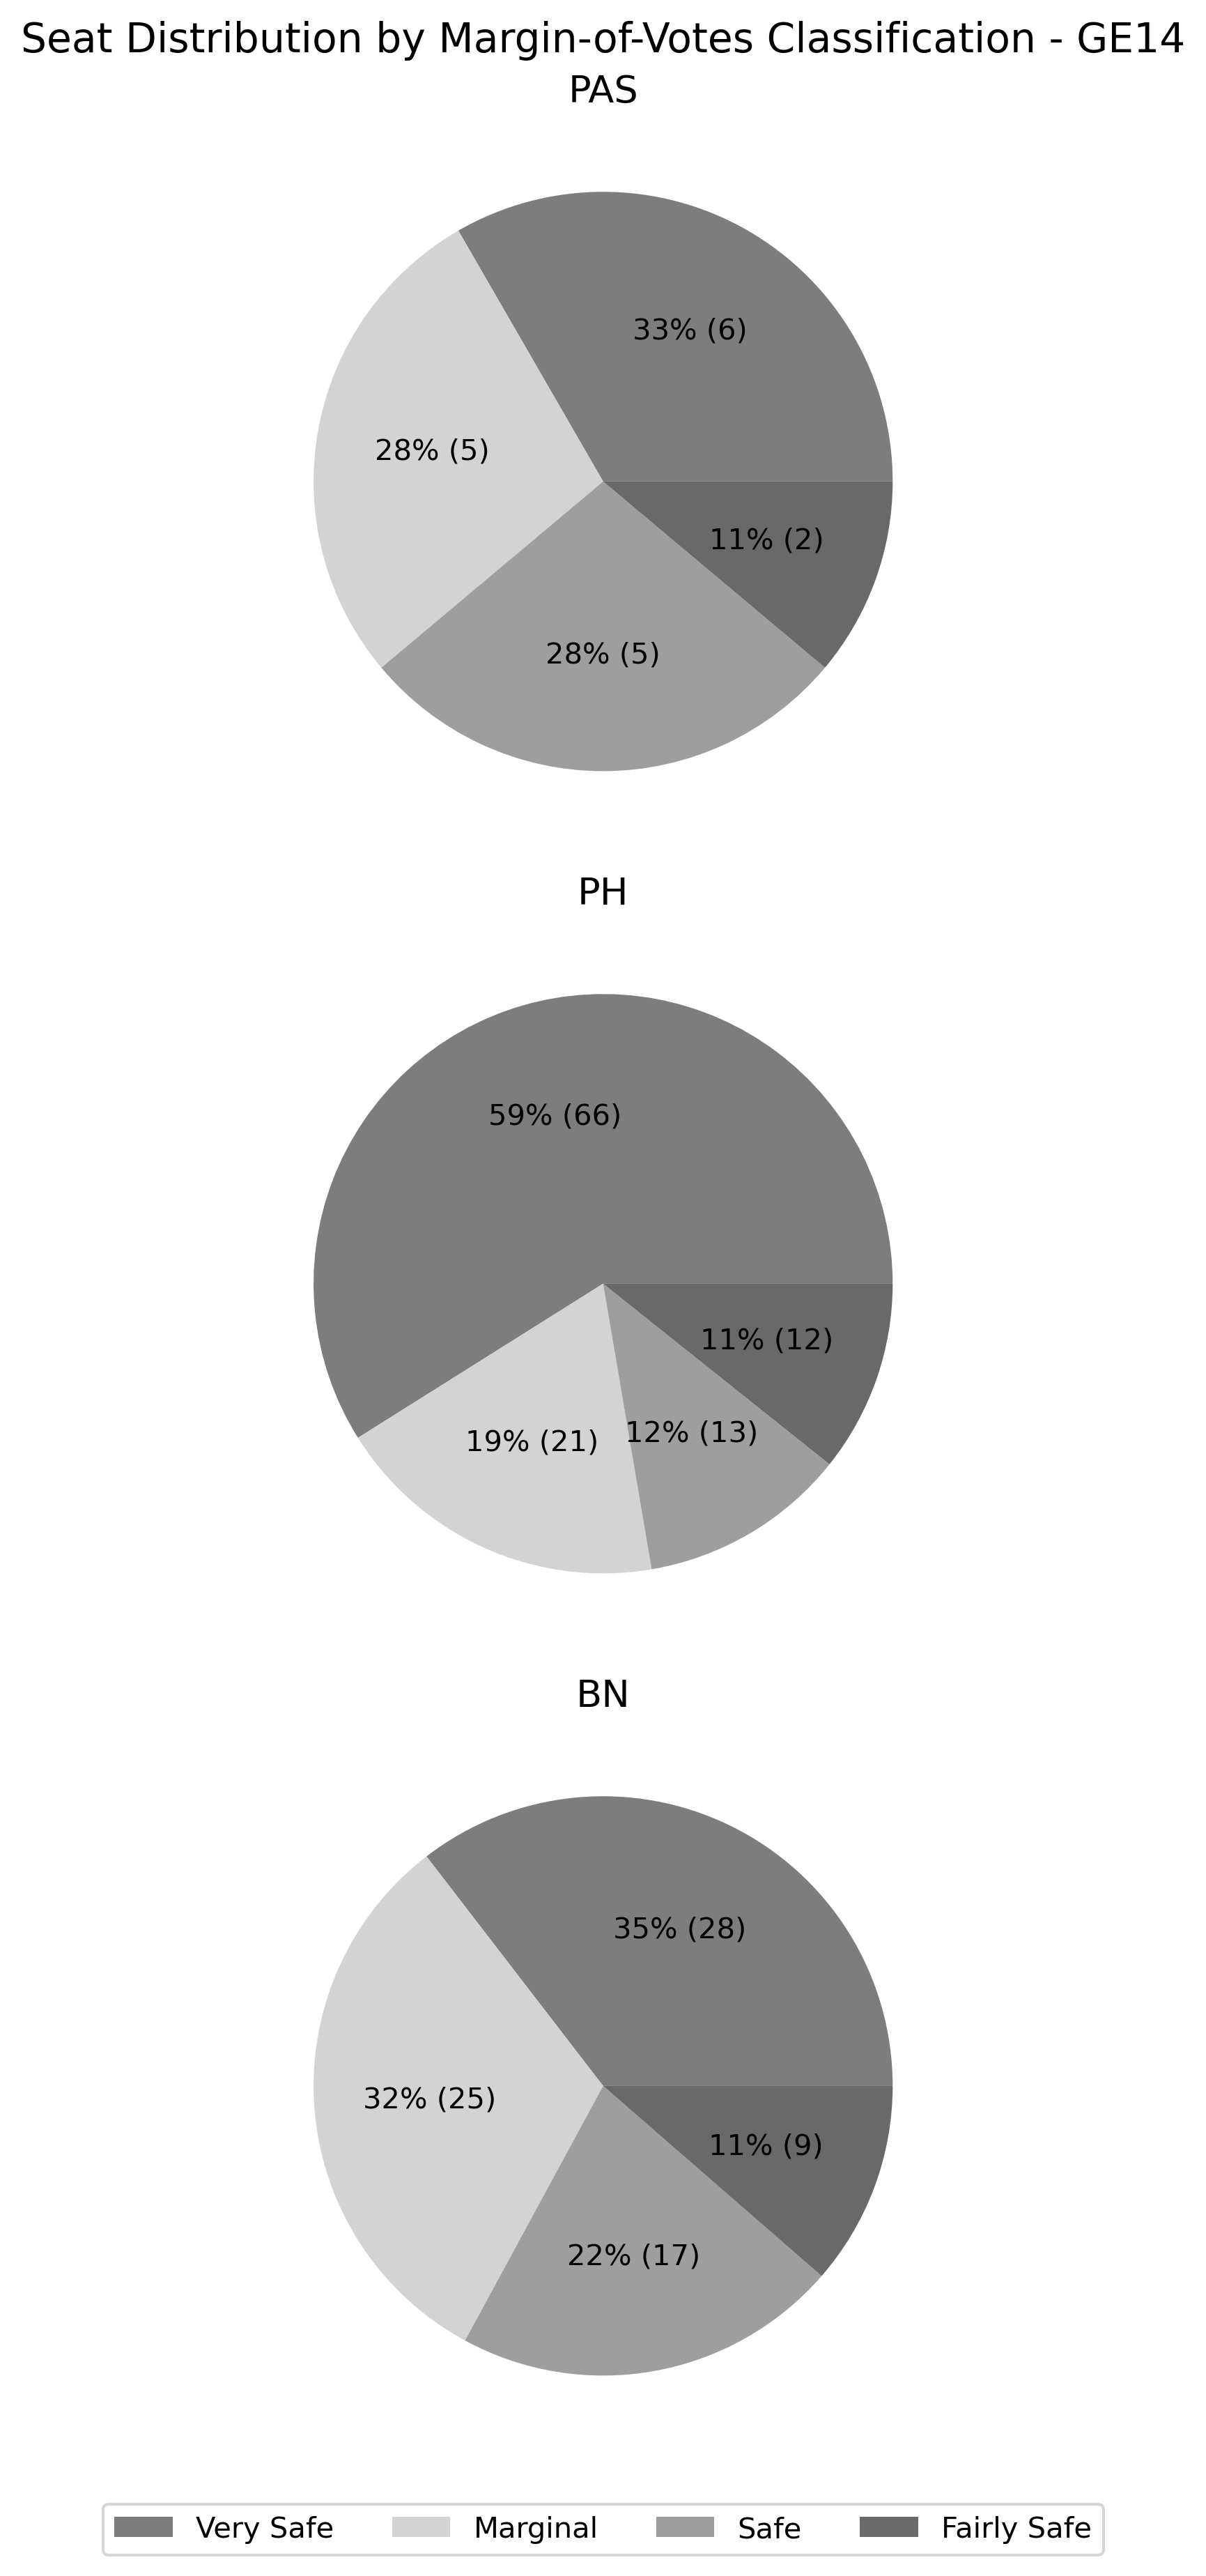 Seat Distribution by Margin-of-Votes Classification - GE14
PAS
33% (6)
28% (5)
11% (2)
28% (5)
PH
59% (66)
11% (12)
19% (21)
12% (13)
BN
35% (28)
32% (25)
11% (9)
22% (17)
Very Safe
Marginal
Safe
Fairly Safe